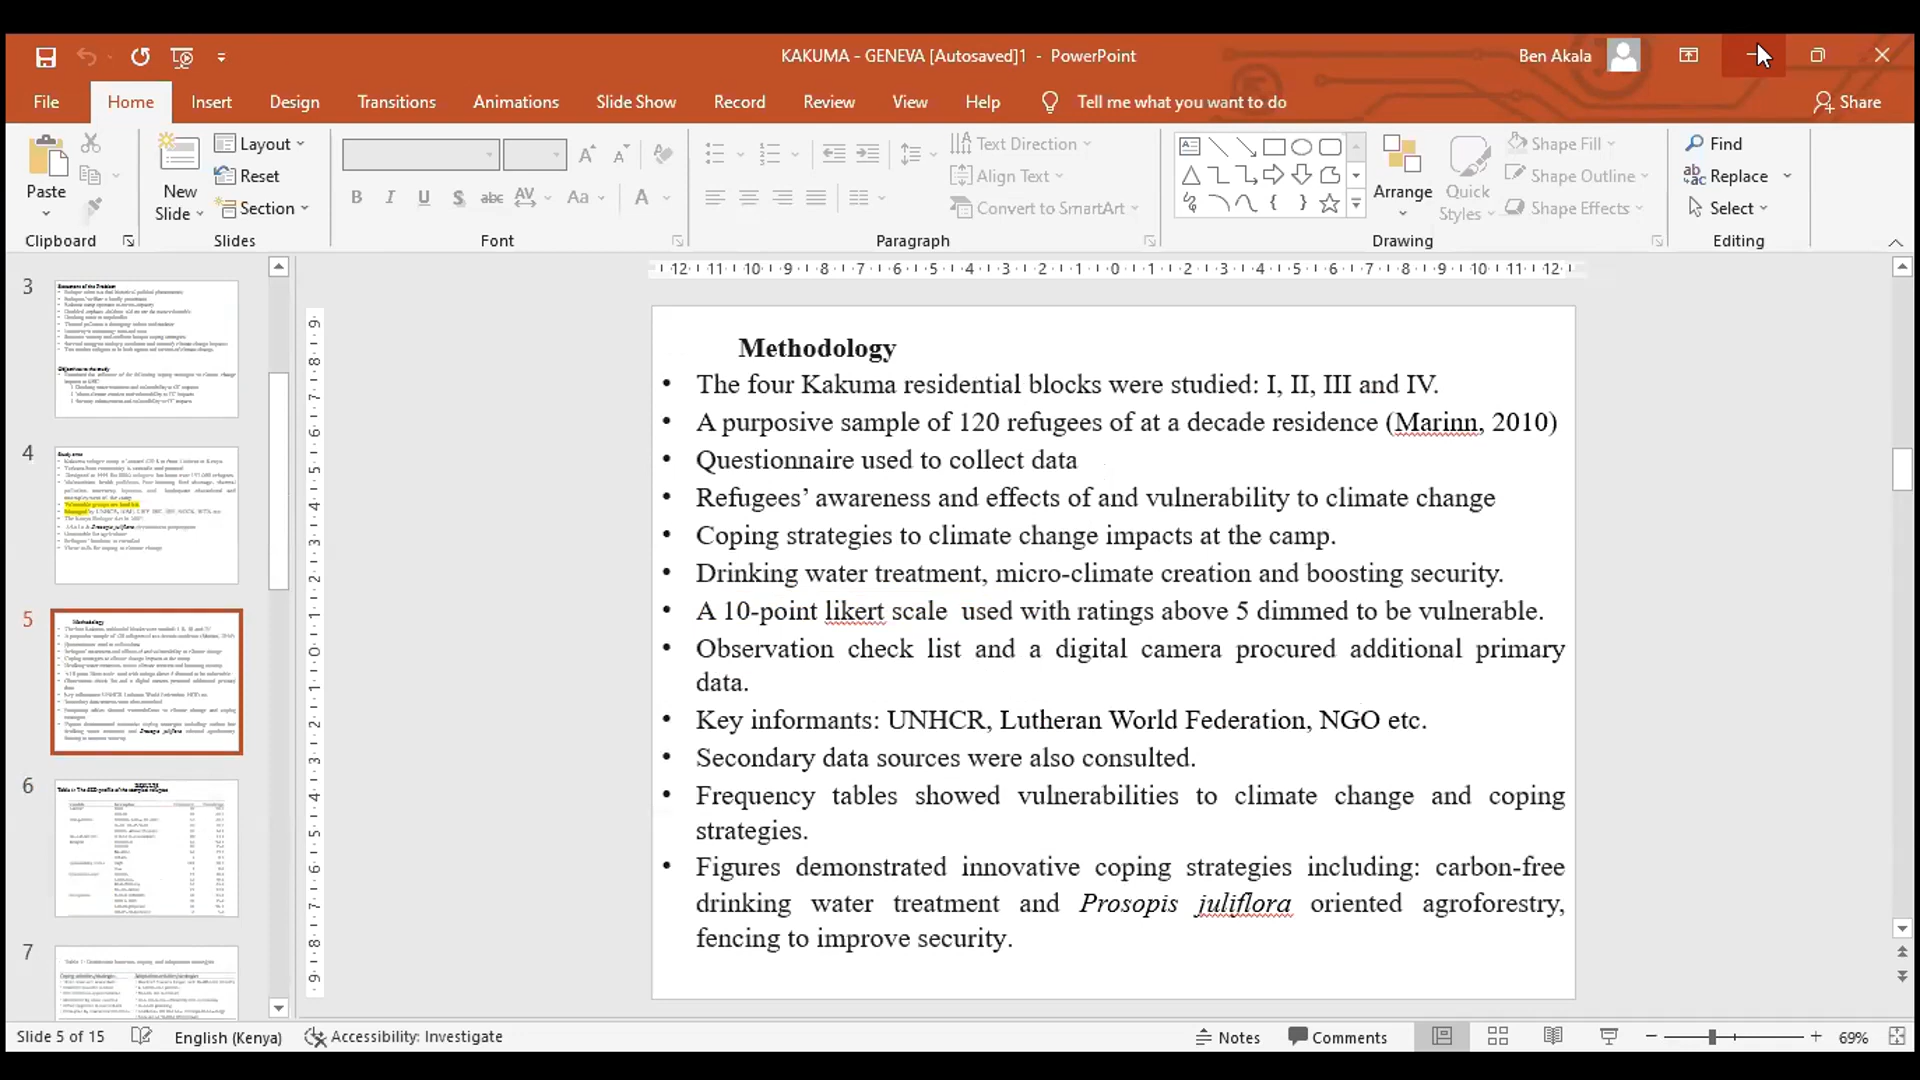 KAKUMA - GENEVA [Autosaved]1 - PowerPoint
Ben Akala
File Home Insert Design Transitions Animations Slide Show Record Review View Help Tell me what you want to do Share
Paste
New Slide
Layout
Reset
Section
Text Direction
Align Text
Convert to SmartArt
Arrange
Quick Styles
Shape Fill
Shape Outline
Shape Effects
Find
Replace
Select
Clipboard Slides Font Paragraph Drawing Editing
3
4
5
6
7
Methodology
• The four Kakuma residential blocks were studied: I, II, III and IV.
• A purposive sample of 120 refugees of at a decade residence (Marinn, 2010)
• Questionnaire used to collect data
• Refugees’ awareness and effects of and vulnerability to climate change
• Coping strategies to climate change impacts at the camp.
• Drinking water treatment, micro-climate creation and boosting security.
• A 10-point likert scale used with ratings above 5 dimmed to be vulnerable.
• Observation check list and a digital camera procured additional primary
data.
• Key informants: UNHCR, Lutheran World Federation, NGO etc.
• Secondary data sources were also consulted.
• Frequency tables showed vulnerabilities to climate change and coping
strategies.
• Figures demonstrated innovative coping strategies including: carbon-free
drinking water treatment and Prosopis juliflora oriented agroforestry,
fencing to improve security.
Slide 5 of 15 English (Kenya) Accessibility: Investigate Notes Comments 69%